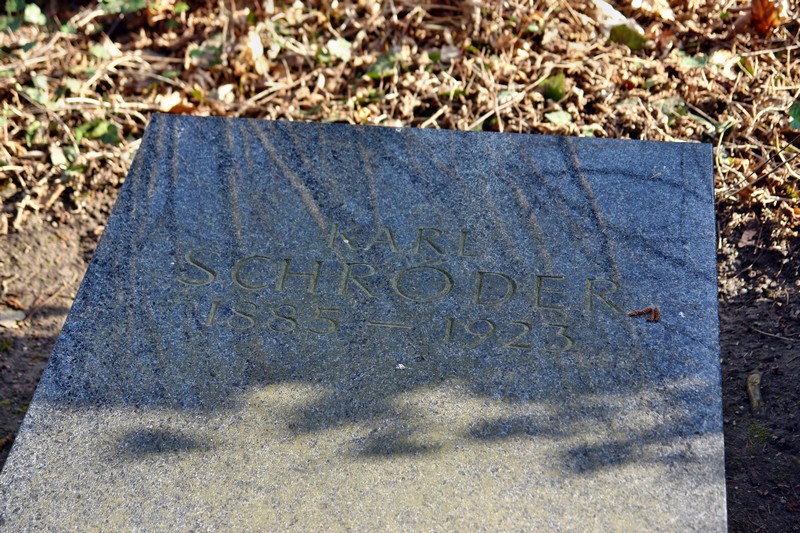 KARL
SCHRÖDER
1885 – 1923